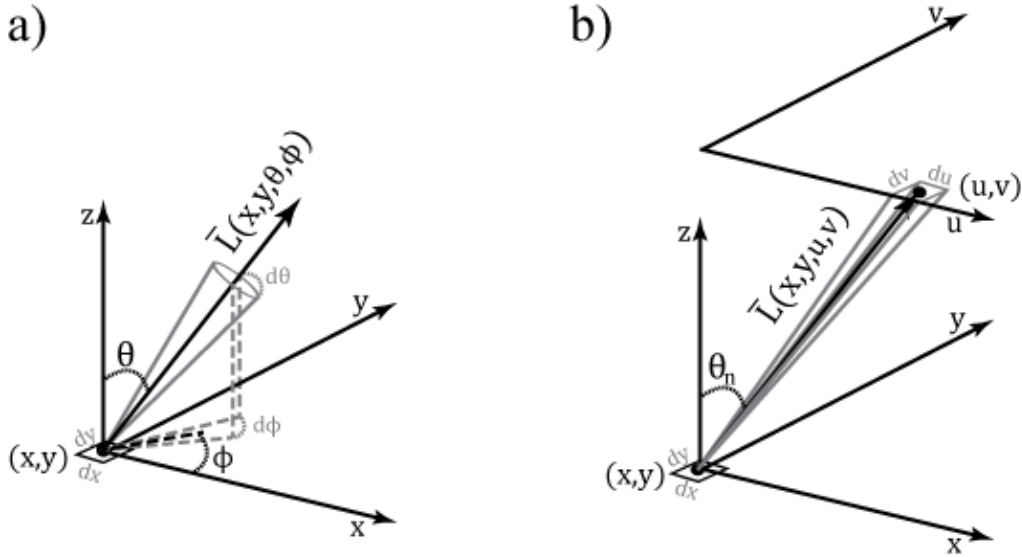 a)
z
L̅(x,y,θ,ϕ)
dθ
y
θ
dϕ
dy
(x,y)
dx
ϕ
x
b)
v
dv
du
(u,v)
u
z
L̅(x,y,u,v)
y
θn
dy
(x,y)
dx
x